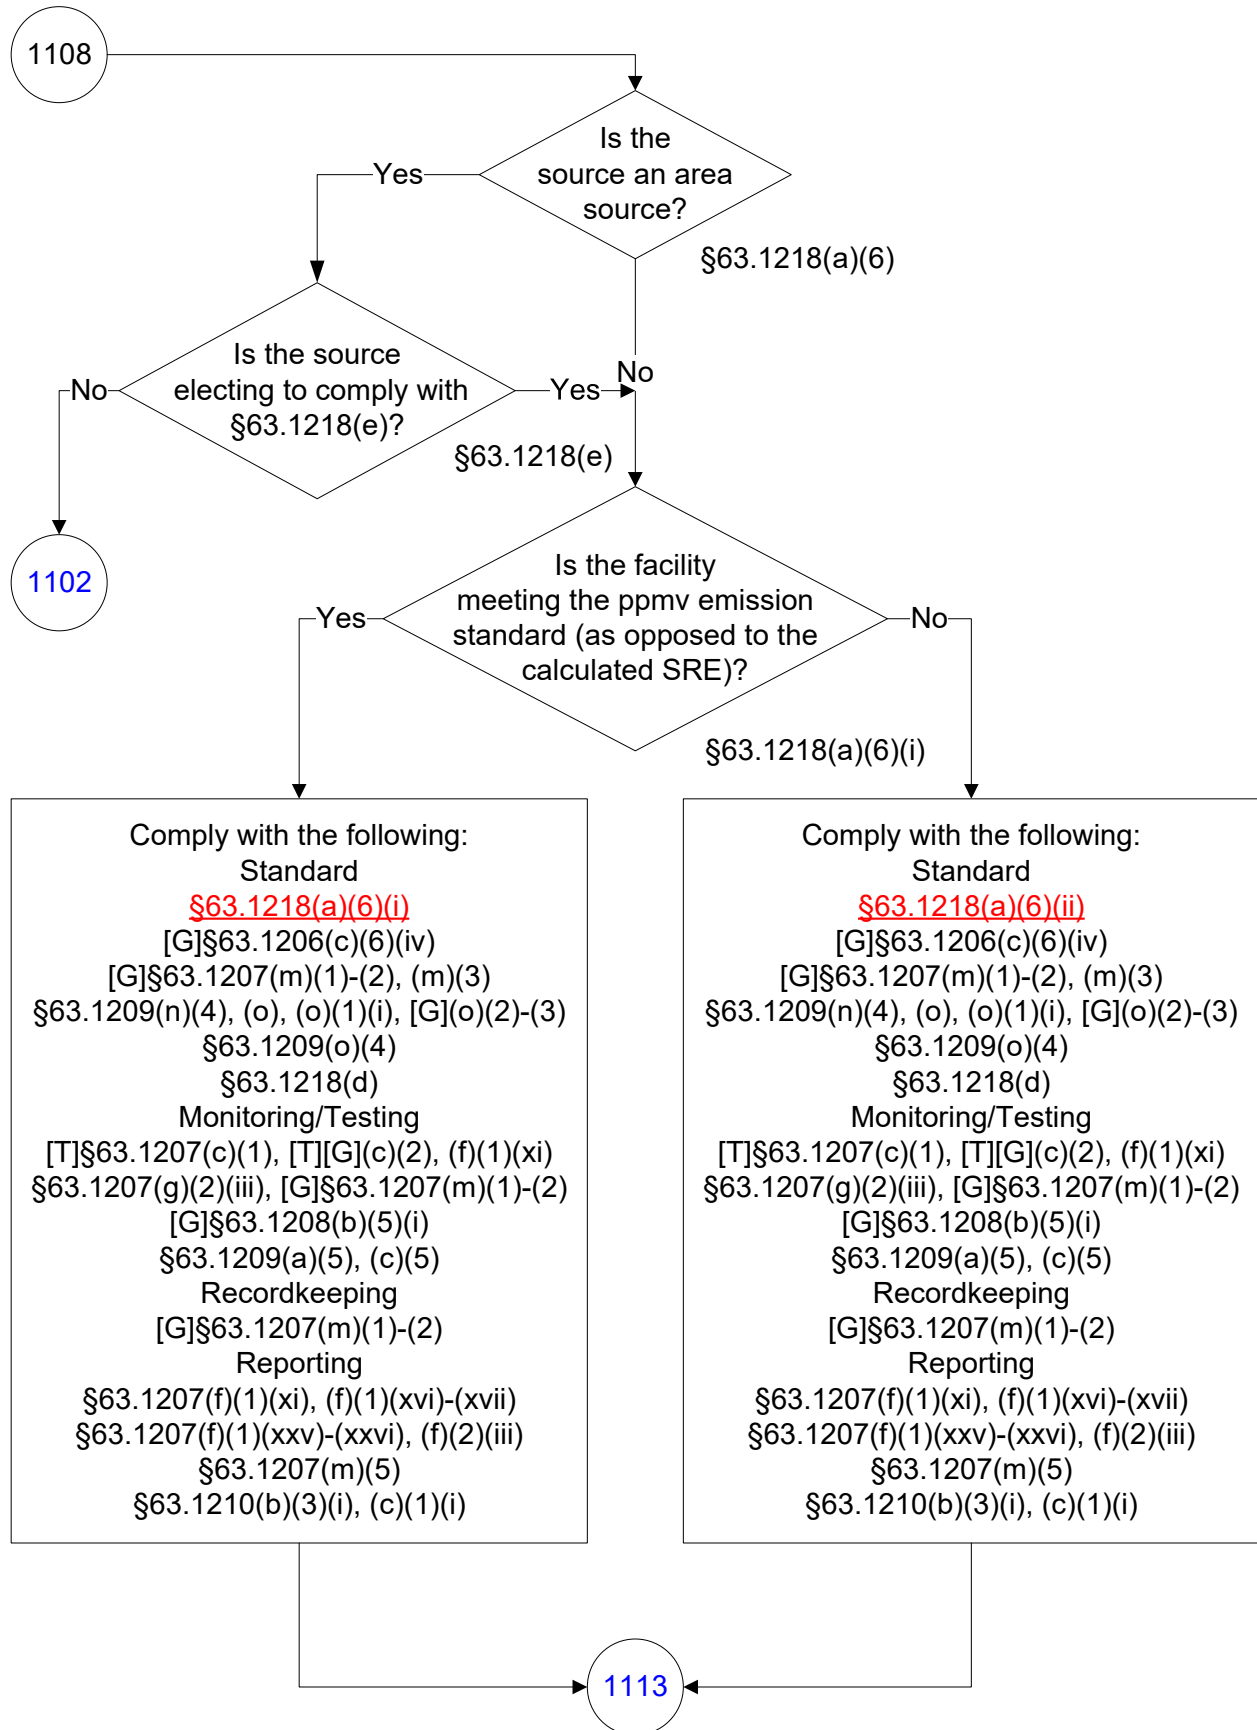 1108
Is the
source an area
source?
Yes
§63.1218(a)(6)
No
Is the source
electing to comply with
§63.1218(e)?
No
Yes
§63.1218(e)
1102
Is the facility
meeting the ppmv emission
standard (as opposed to the
calculated SRE)?
Yes
No
§63.1218(a)(6)(i)
Comply with the following:
Standard
§63.1218(a)(6)(i)
[G]§63.1206(c)(6)(iv)
[G]§63.1207(m)(1)-(2), (m)(3)
§63.1209(n)(4), (o), (o)(1)(i), [G](o)(2)-(3)
§63.1209(o)(4)
§63.1218(d)
Monitoring/Testing
[T]§63.1207(c)(1), [T][G](c)(2), (f)(1)(xi)
§63.1207(g)(2)(iii), [G]§63.1207(m)(1)-(2)
[G]§63.1208(b)(5)(i)
§63.1209(a)(5), (c)(5)
Recordkeeping
[G]§63.1207(m)(1)-(2)
Reporting
§63.1207(f)(1)(xi), (f)(1)(xvi)-(xvii)
§63.1207(f)(1)(xxv)-(xxvi), (f)(2)(iii)
§63.1207(m)(5)
§63.1210(b)(3)(i), (c)(1)(i)
Comply with the following:
Standard
§63.1218(a)(6)(ii)
[G]§63.1206(c)(6)(iv)
[G]§63.1207(m)(1)-(2), (m)(3)
§63.1209(n)(4), (o), (o)(1)(i), [G](o)(2)-(3)
§63.1209(o)(4)
§63.1218(d)
Monitoring/Testing
[T]§63.1207(c)(1), [T][G](c)(2), (f)(1)(xi)
§63.1207(g)(2)(iii), [G]§63.1207(m)(1)-(2)
[G]§63.1208(b)(5)(i)
§63.1209(a)(5), (c)(5)
Recordkeeping
[G]§63.1207(m)(1)-(2)
Reporting
§63.1207(f)(1)(xi), (f)(1)(xvi)-(xvii)
§63.1207(f)(1)(xxv)-(xxvi), (f)(2)(iii)
§63.1207(m)(5)
§63.1210(b)(3)(i), (c)(1)(i)
1113